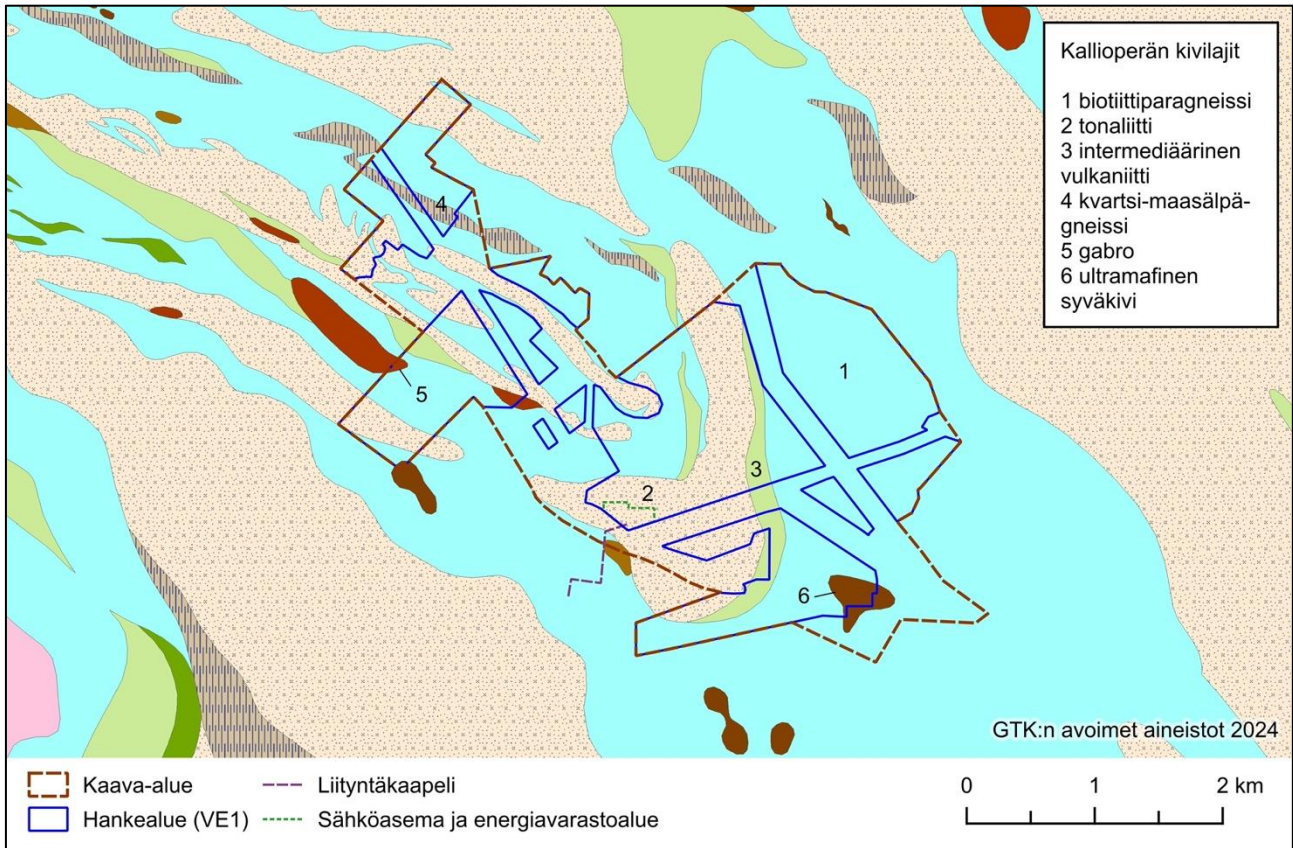 Kallioperän kivilajit
1 biotiittiparagneissi
2 tonaliitti
3 intermediäärinen
vulkaniitti
4 kvartsi-maasälpä-
gneissi
5 gabro
6 ultramafinen
syväkivi
4
1
5
3
2
6
GTK:n avoimet aineistot 2024
Kaava-alue
Liityntäkaapeli
0 1 2 km
Hankealue (VE1)
Sähköasema ja energiavarastoalue